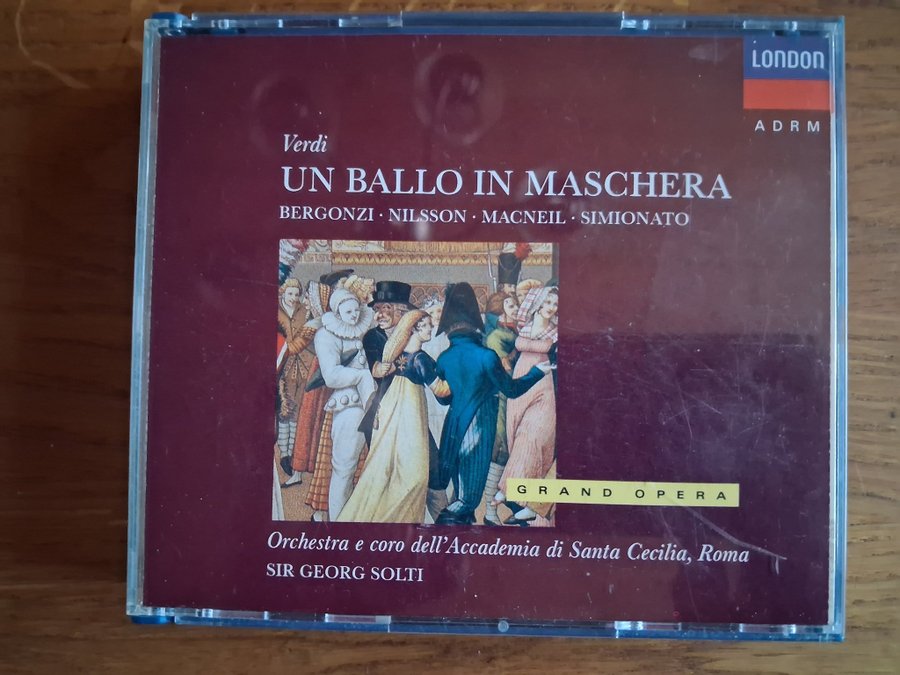 LONDON
ADRM
Verdi
UN BALLO IN MASCHERA
BERGONZI · NILSSON · MACNEIL · SIMIONATO
GRAND OPERA
Orchestra e coro dell'Accademia di Santa Cecilia, Roma
SIR GEORG SOLTI